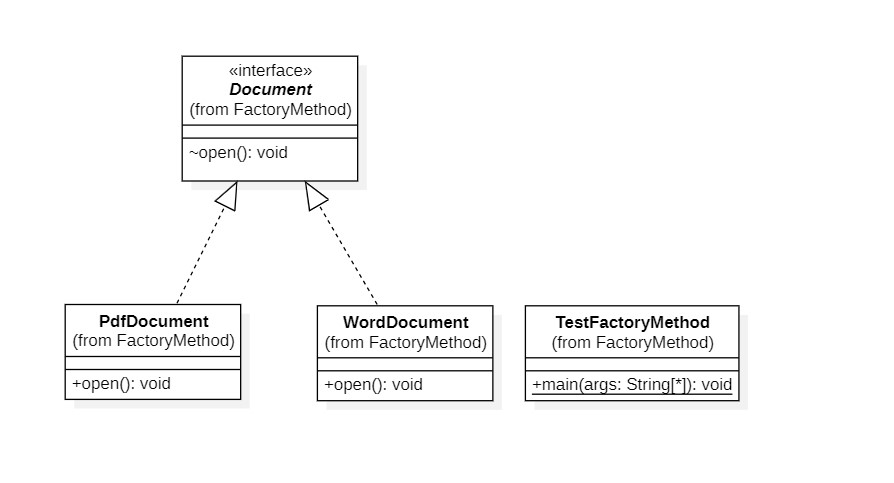 «interface»
Document
(from FactoryMethod)
~open(): void
PdfDocument
(from FactoryMethod)
+open(): void
WordDocument
(from FactoryMethod)
+open(): void
TestFactoryMethod
(from FactoryMethod)
+main(args: String[*]): void